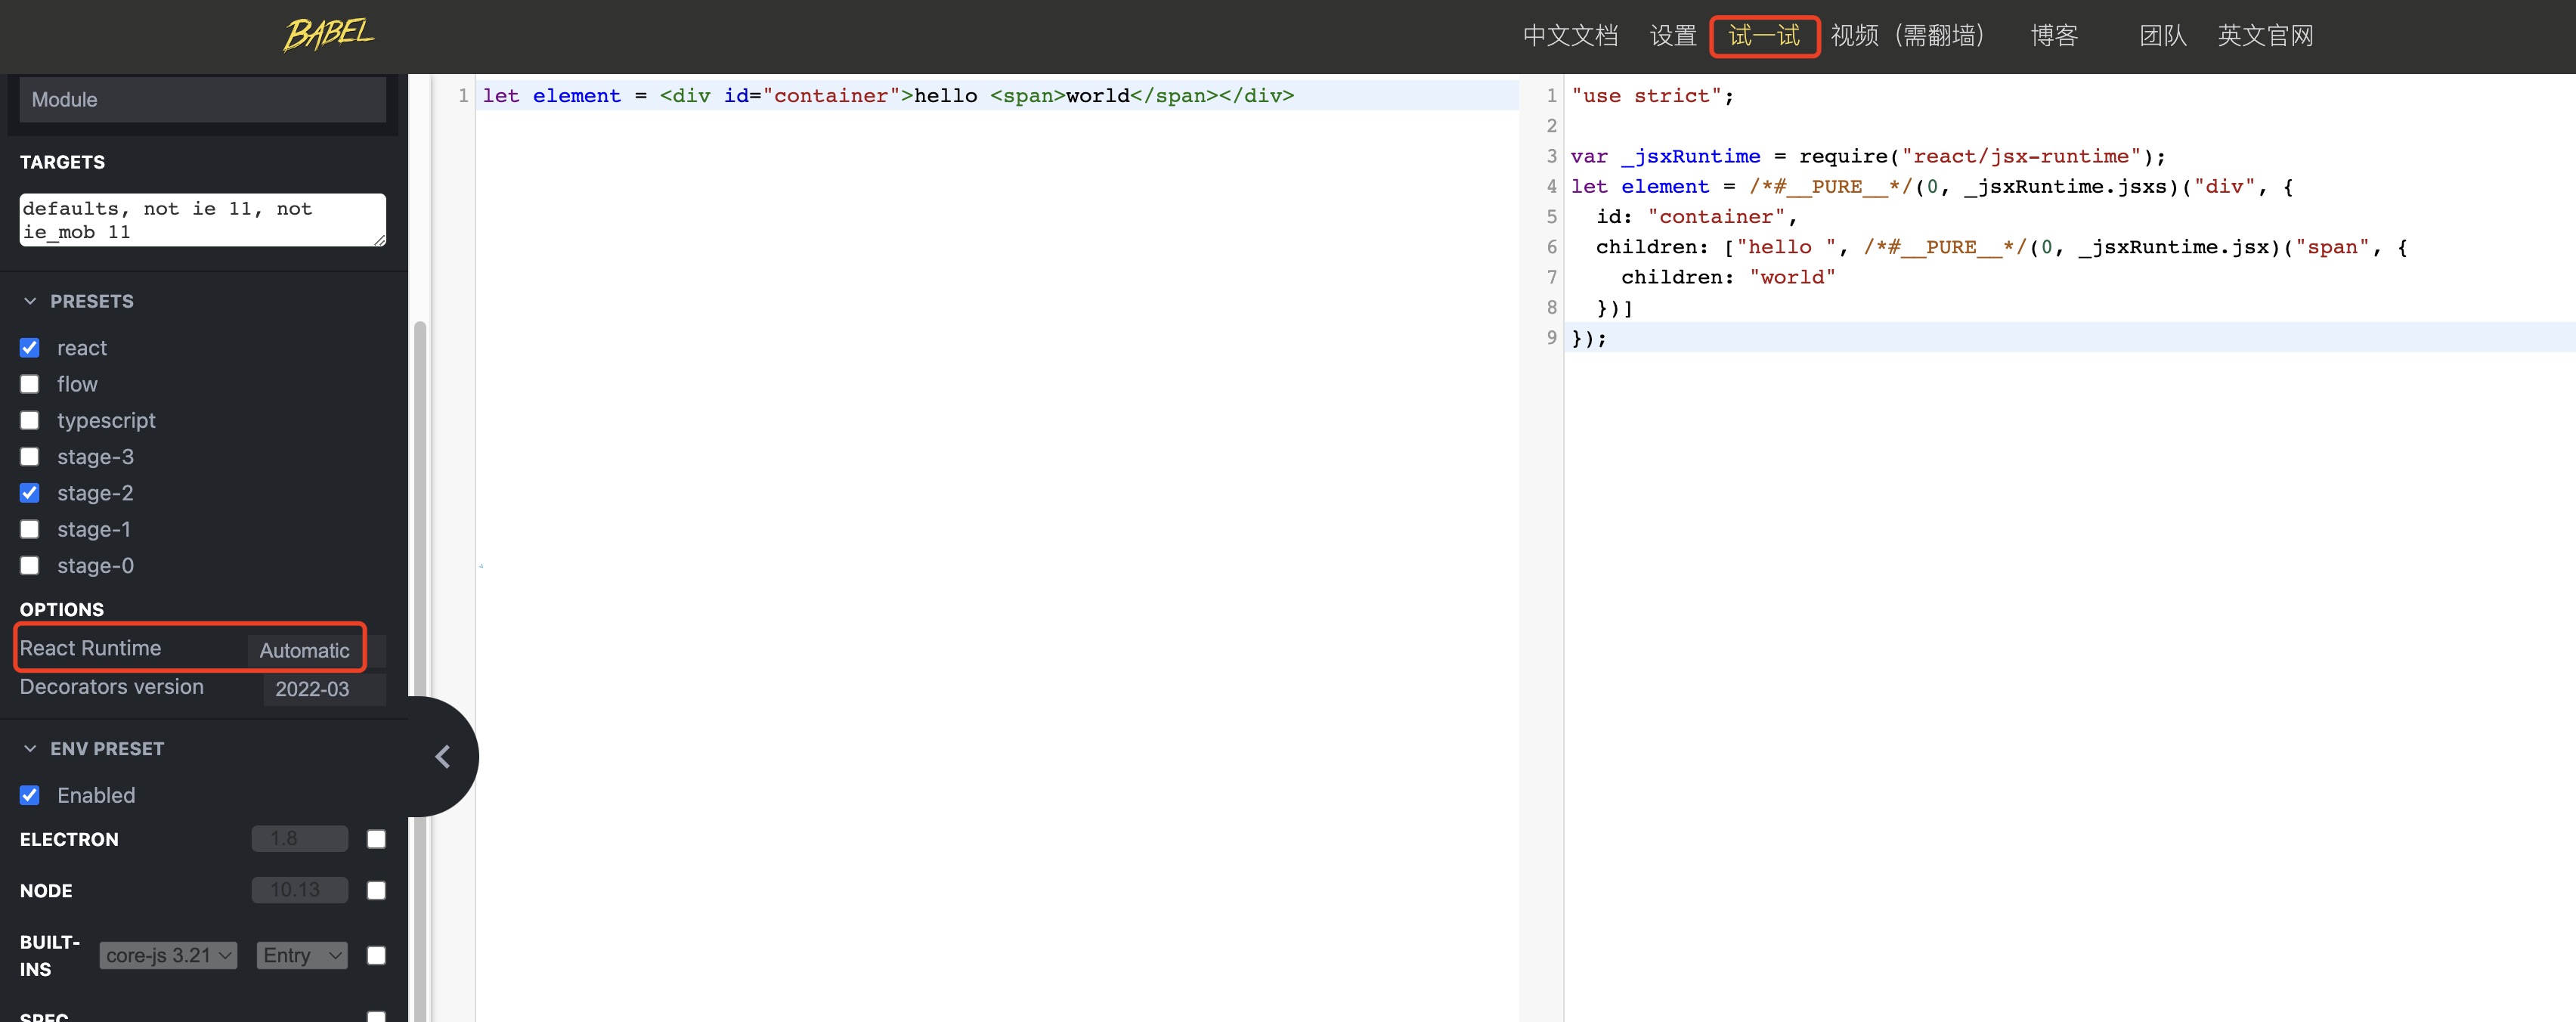 BABEL
中文文档 设置 试一试 视频（需翻墙） 博客 团队 英文官网
Module
TARGETS
defaults, not ie 11, not
ie_mob 11
PRESETS
react
flow
typescript
stage-3
stage-2
stage-1
stage-0
OPTIONS
React Runtime Automatic
Decorators version 2022-03
ENV PRESET
Enabled
ELECTRON 1.8
NODE 10.13
BUILT-
INS core-js 3.21 Entry
SPEC
1 let element = <div id="container">hello <span>world</span></div>
1 "use strict";
2
3 var _jsxRuntime = require("react/jsx-runtime");
4 let element = /*#__PURE__*/(0, _jsxRuntime.jsxs)("div", {
5 id: "container",
6 children: ["hello ", /*#__PURE__*/(0, _jsxRuntime.jsx)("span", {
7 children: "world"
8 })]
9 });